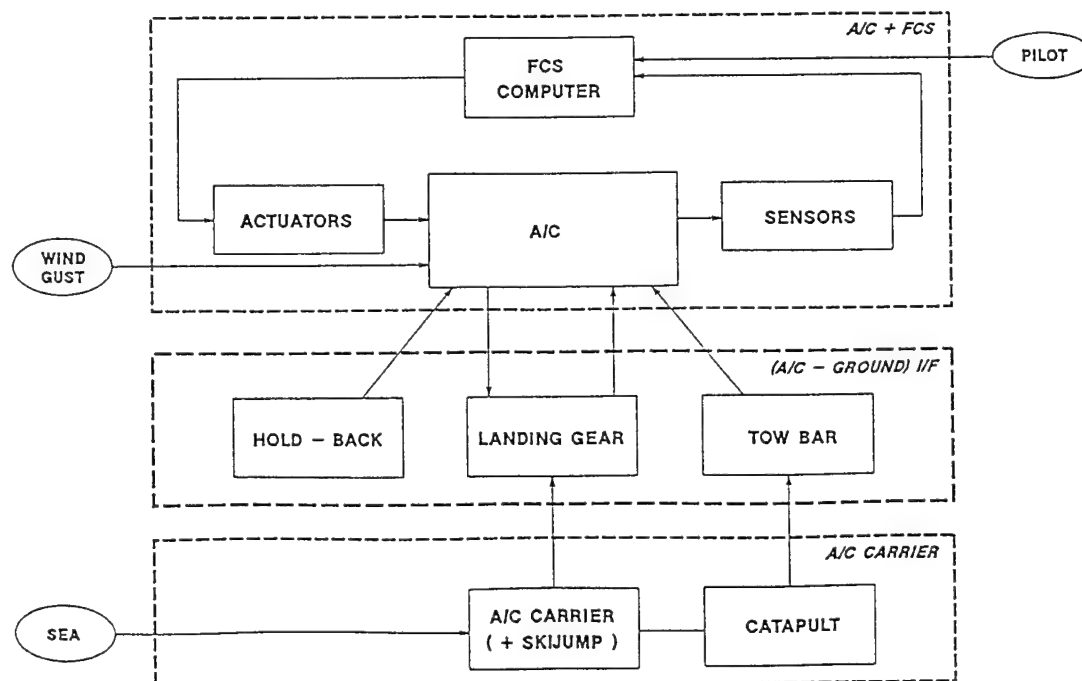 A/C + FCS
PILOT
FCS
COMPUTER
ACTUATORS
A/C
SENSORS
WIND
GUST
(A/C - GROUND) I/F
HOLD - BACK
LANDING GEAR
TOW BAR
A/C CARRIER
A/C CARRIER
( + SKIJUMP )
CATAPULT
SEA